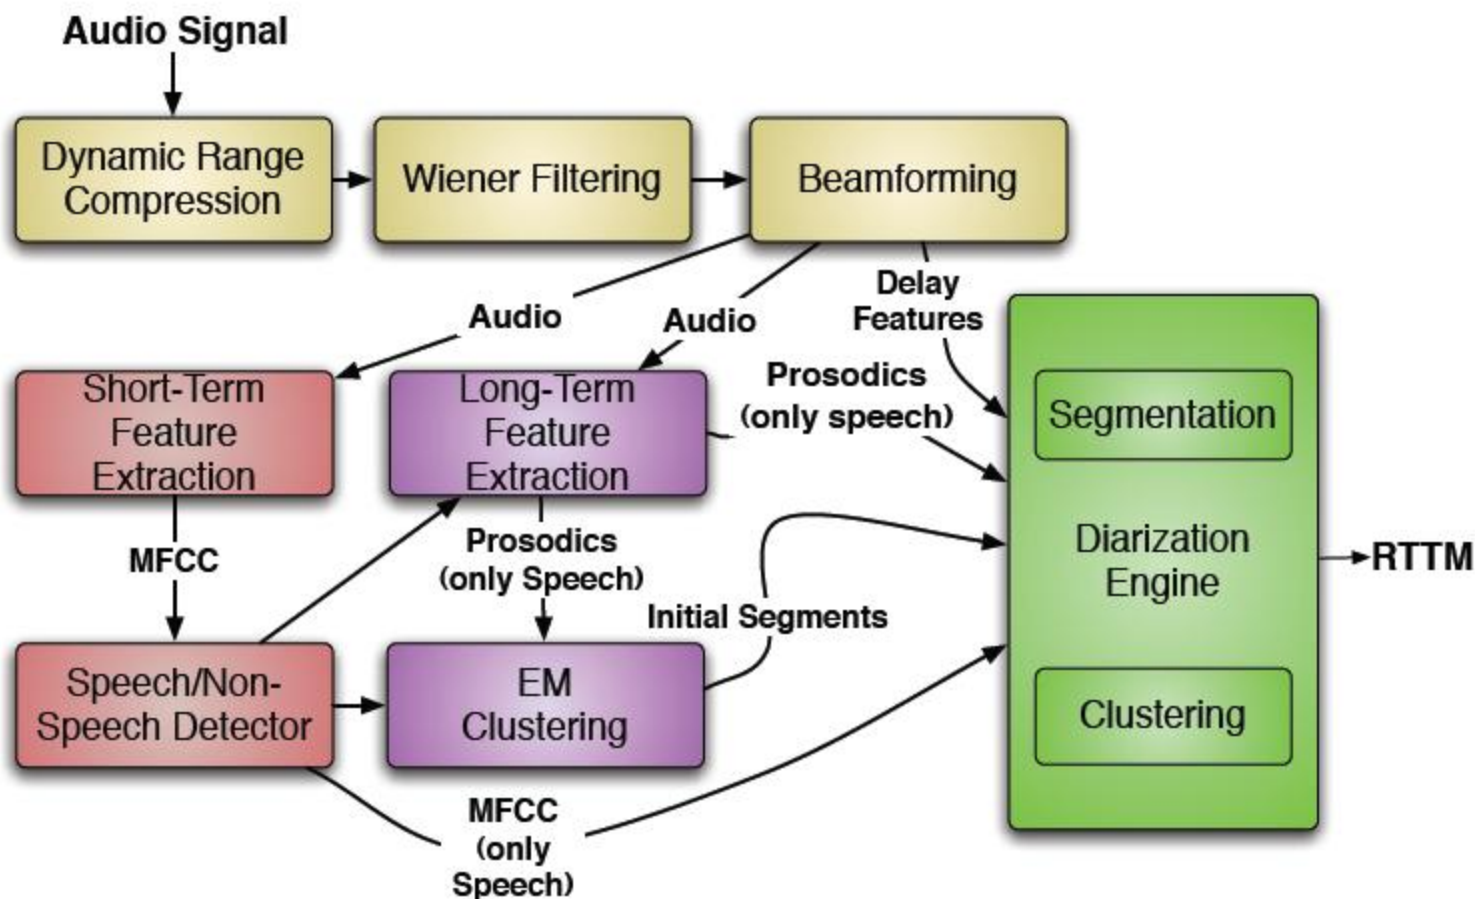 Audio Signal
Dynamic Range
Compression
Wiener Filtering
Beamforming
Audio
Audio
Delay
Features
Short-Term
Feature
Extraction
Long-Term
Feature
Extraction
Prosodics
(only speech)
Segmentation
MFCC
Prosodics
(only Speech)
Initial Segments
Diarization
Engine
RTTM
Speech/Non-
Speech Detector
EM
Clustering
Clustering
MFCC
(only
Speech)